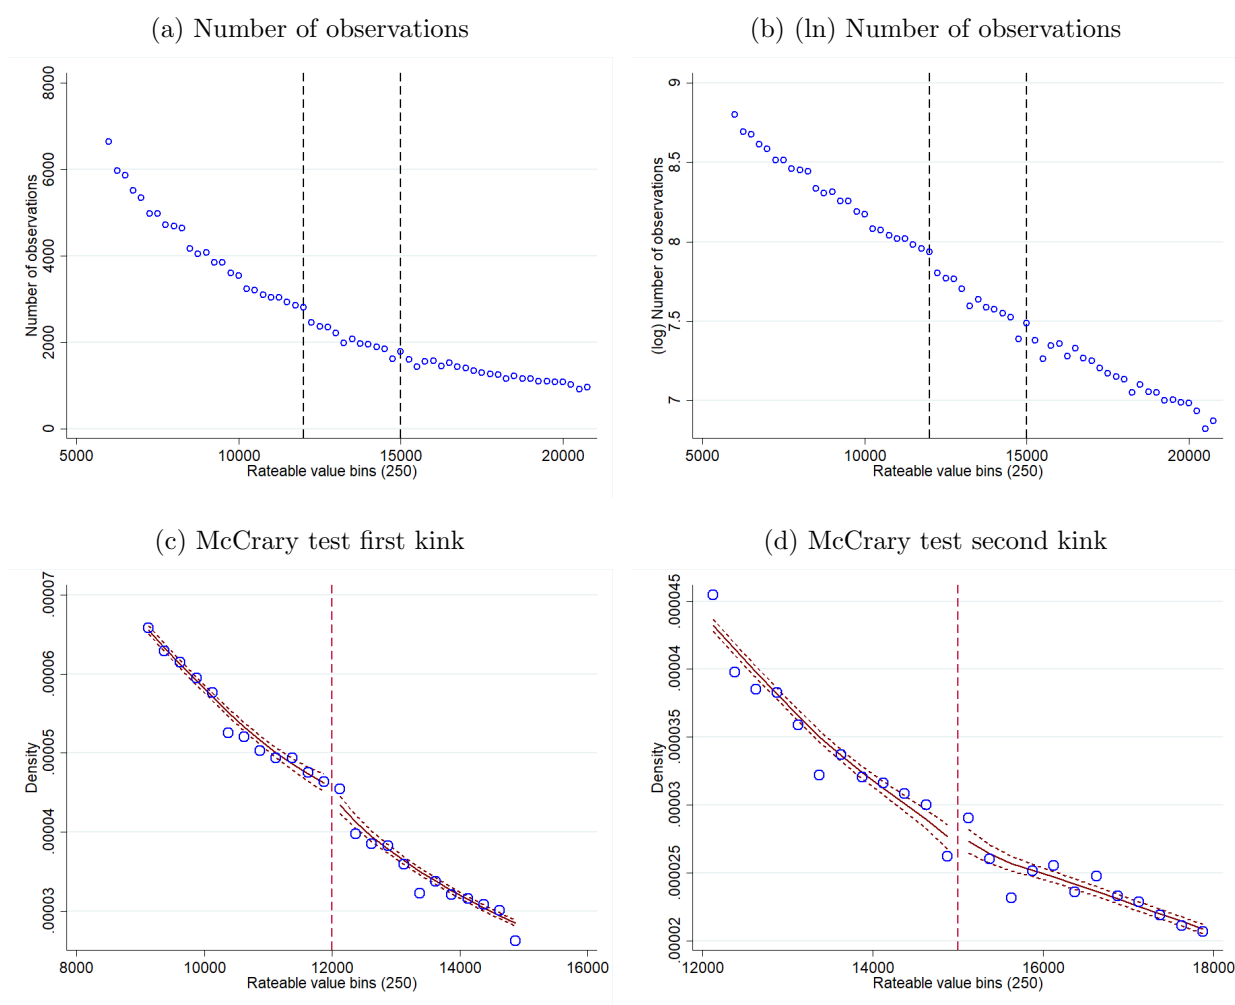 (a) Number of observations
Number of observations
8000
6000
4000
2000
0
5000 10000 15000 20000
Rateable value bins (250)
(b) (ln) Number of observations
(log) Number of observations
9
8.5
8
7.5
7
5000 10000 15000 20000
Rateable value bins (250)
(c) McCrary test first kink
Density
.00007
.00006
.00005
.00004
.00003
8000 10000 12000 14000 16000
Rateable value bins (250)
(d) McCrary test second kink
Density
.000045
.00004
.000035
.00003
.000025
.00002
12000 14000 16000 18000
Rateable value bins (250)